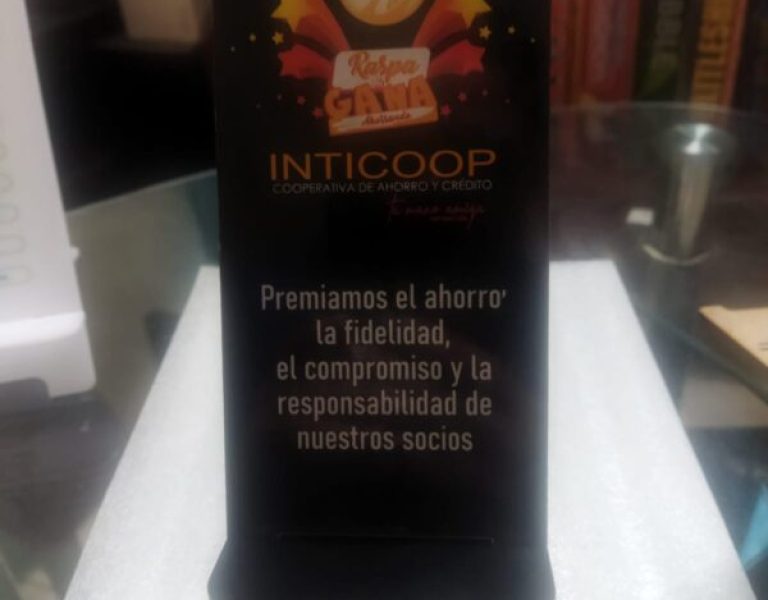 Raspa
GANA
Ahorrando
INTICOOP
COOPERATIVA DE AHORRO Y CRÉDITO
Premiamos el ahorro,
la fidelidad,
el compromiso y la
responsabilidad de
nuestros socios